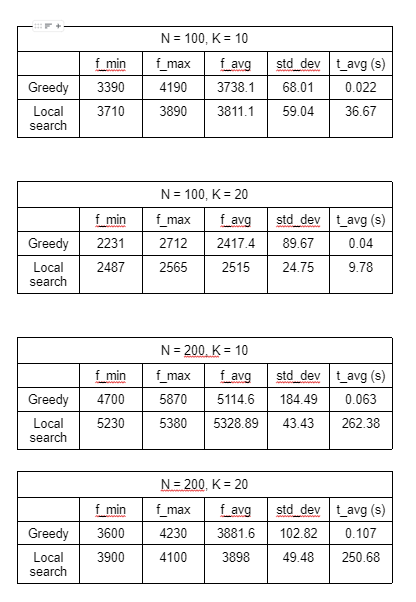 N = 100, K = 10
f_min f_max f_avg std_dev t_avg (s)
Greedy 3390 4190 3738.1 68.01 0.022
Local search 3710 3890 3811.1 59.04 36.67
N = 100, K = 20
f_min f_max f_avg std_dev t_avg (s)
Greedy 2231 2712 2417.4 89.67 0.04
Local search 2487 2565 2515 24.75 9.78
N = 200, K = 10
f_min f_max f_avg std_dev t_avg (s)
Greedy 4700 5870 5114.6 184.49 0.063
Local search 5230 5380 5328.89 43.43 262.38
N = 200, K = 20
f_min f_max f_avg std_dev t_avg (s)
Greedy 3600 4230 3881.6 102.82 0.107
Local search 3900 4100 3898 49.48 250.68